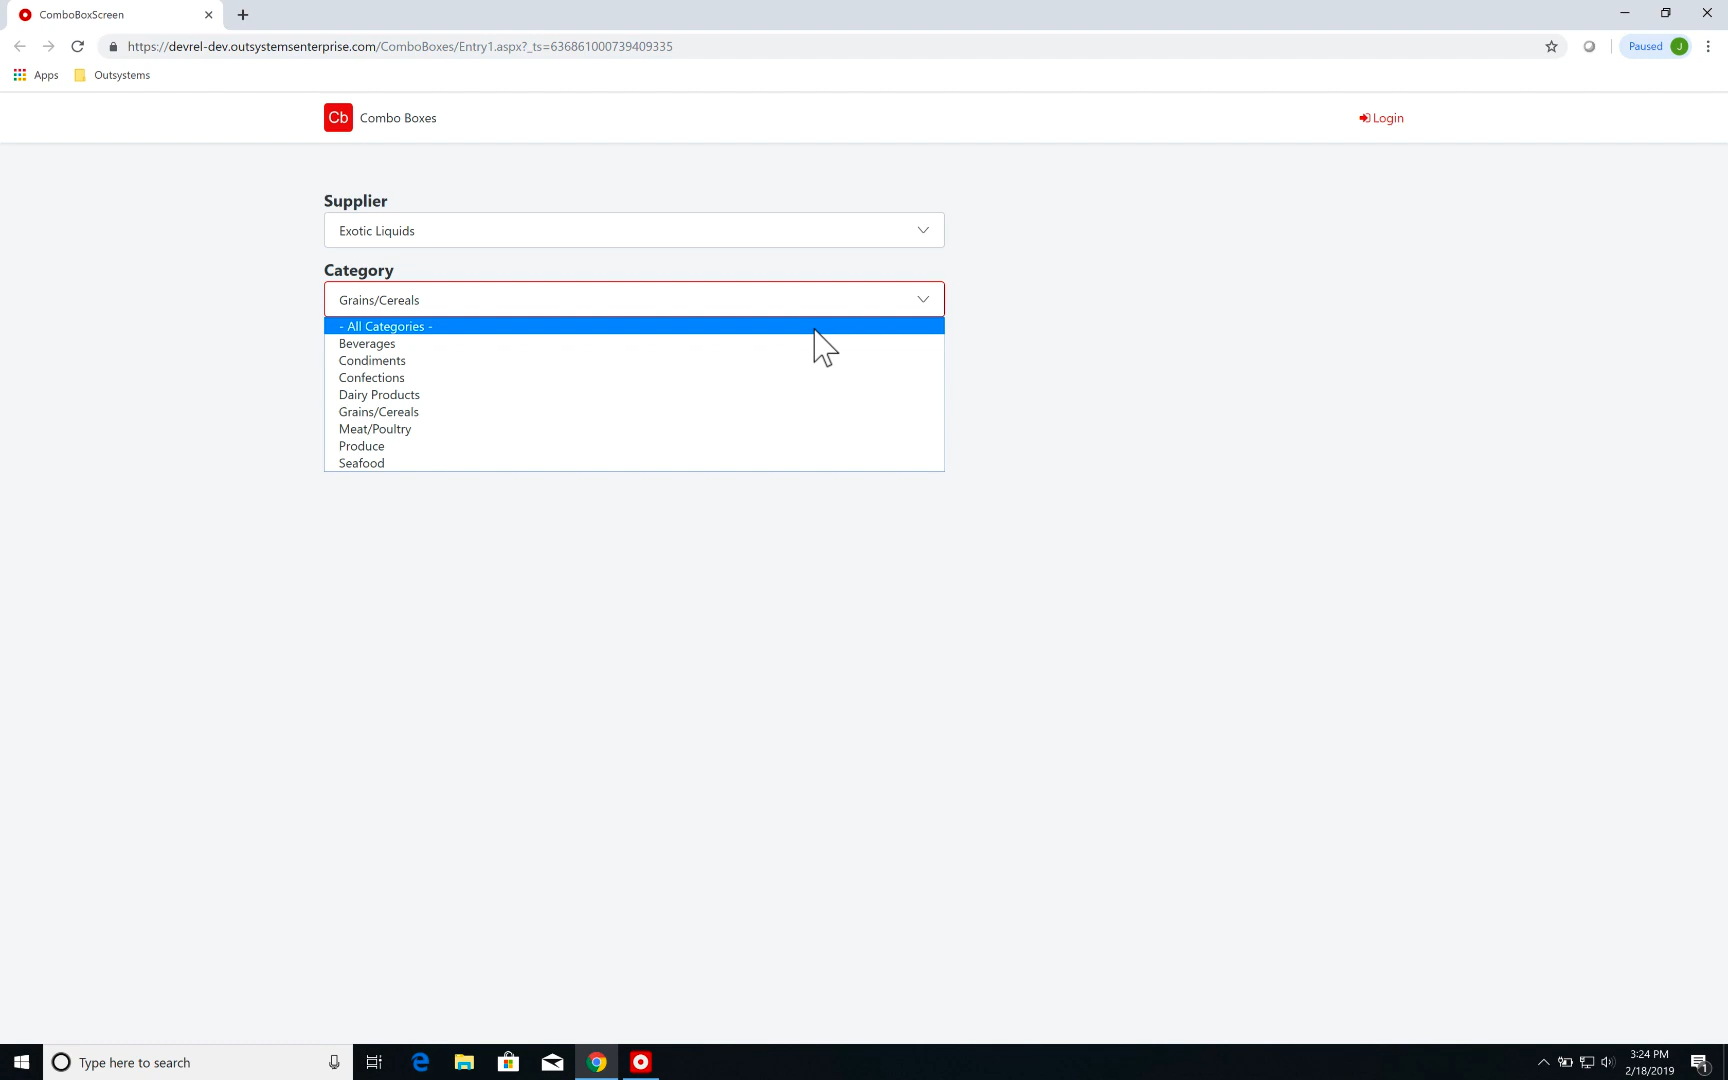 ComboBoxScreen
https://devrel-dev.outsystemsenterprise.com/ComboBoxes/Entry1.aspx?_ts=636861000739409335
Paused J
Apps Outsystems
Cb Combo Boxes
Login
Supplier
Exotic Liquids
Category
Grains/Cereals
- All Categories -
Beverages
Condiments
Confections
Dairy Products
Grains/Cereals
Meat/Poultry
Produce
Seafood
Type here to search
3:24 PM
2/18/2019
1